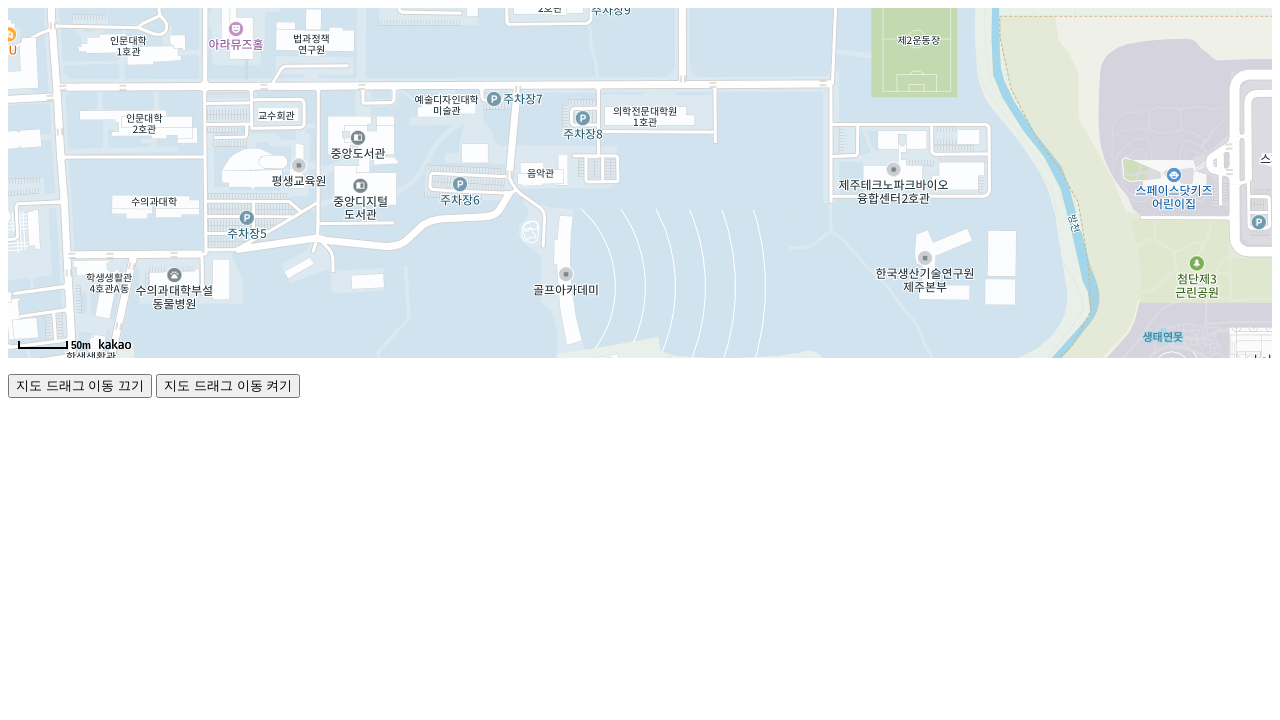 2호관
주차장9
U
인문대학
1호관
아라뮤즈홀
법과정책
연구원
제2운동장
예술디자인대학
미술관
주차장7
인문대학
2호관
교수회관
의학전문대학원
1호관
주차장8
중앙도서관
평생교육원
음악관
스
수의과대학
중앙디지털
도서관
주차장6
제주테크노파크바이오
융합센터2호관
스페이스닷키즈
어린이집
주차장5
방천
학생생활관
4호관A동
수의과대학부설
동물병원
골프아카데미
한국생산기술연구원
제주본부
첨단제3
근린공원
생태연못
50m
kakao
학생생활관
지도 드래그 이동 끄기
지도 드래그 이동 켜기